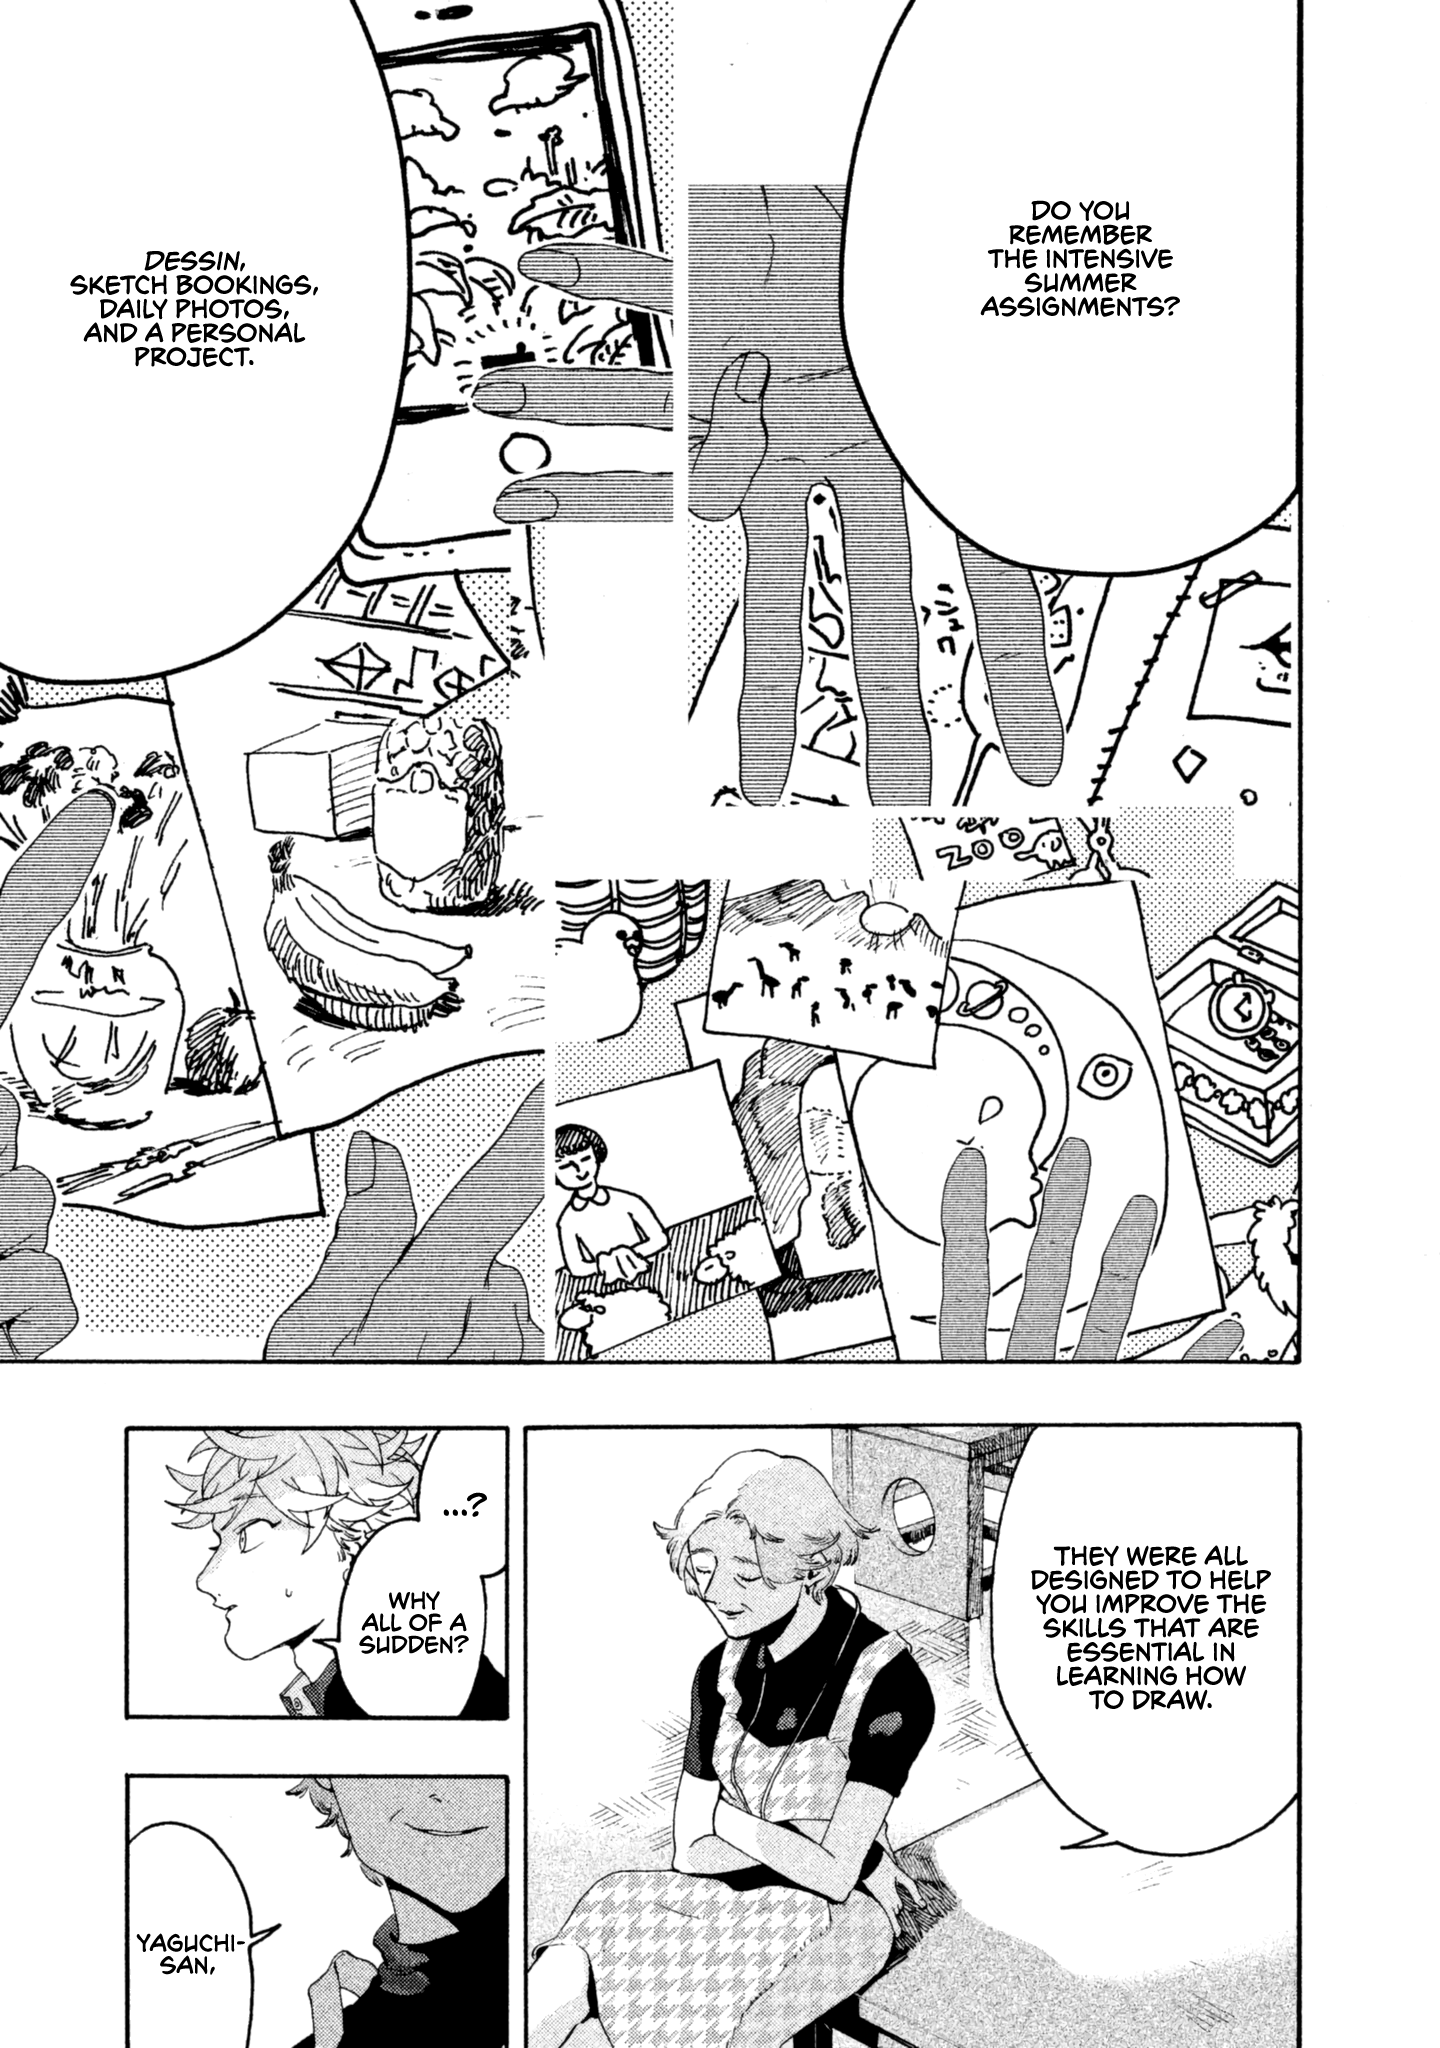 DO YOU
REMEMBER
THE INTENSIVE
SUMMER
ASSIGNMENTS?
DESSIN,
SKETCH BOOKINGS,
DAILY PHOTOS,
AND A PERSONAL
PROJECT.
ZOO
THEY WERE ALL
DESIGNED TO HELP
YOU IMPROVE THE
SKILLS THAT ARE
ESSENTIAL IN
LEARNING HOW
TO DRAW.
...?
WHY
ALL OF A
SUDDEN?
YAGUCHI-
SAN,